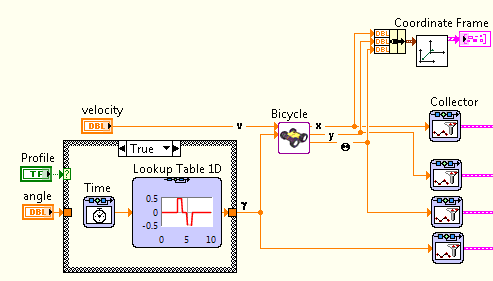 Coordinate Frame
DBL
DBL
DBL
velocity
DBL
v
Bicycle
x
y
Θ
Collector
True
Profile
TF
?
angle
DBL
Time
Lookup Table 1D
0.5
0
-0.5
0 5 10
γ